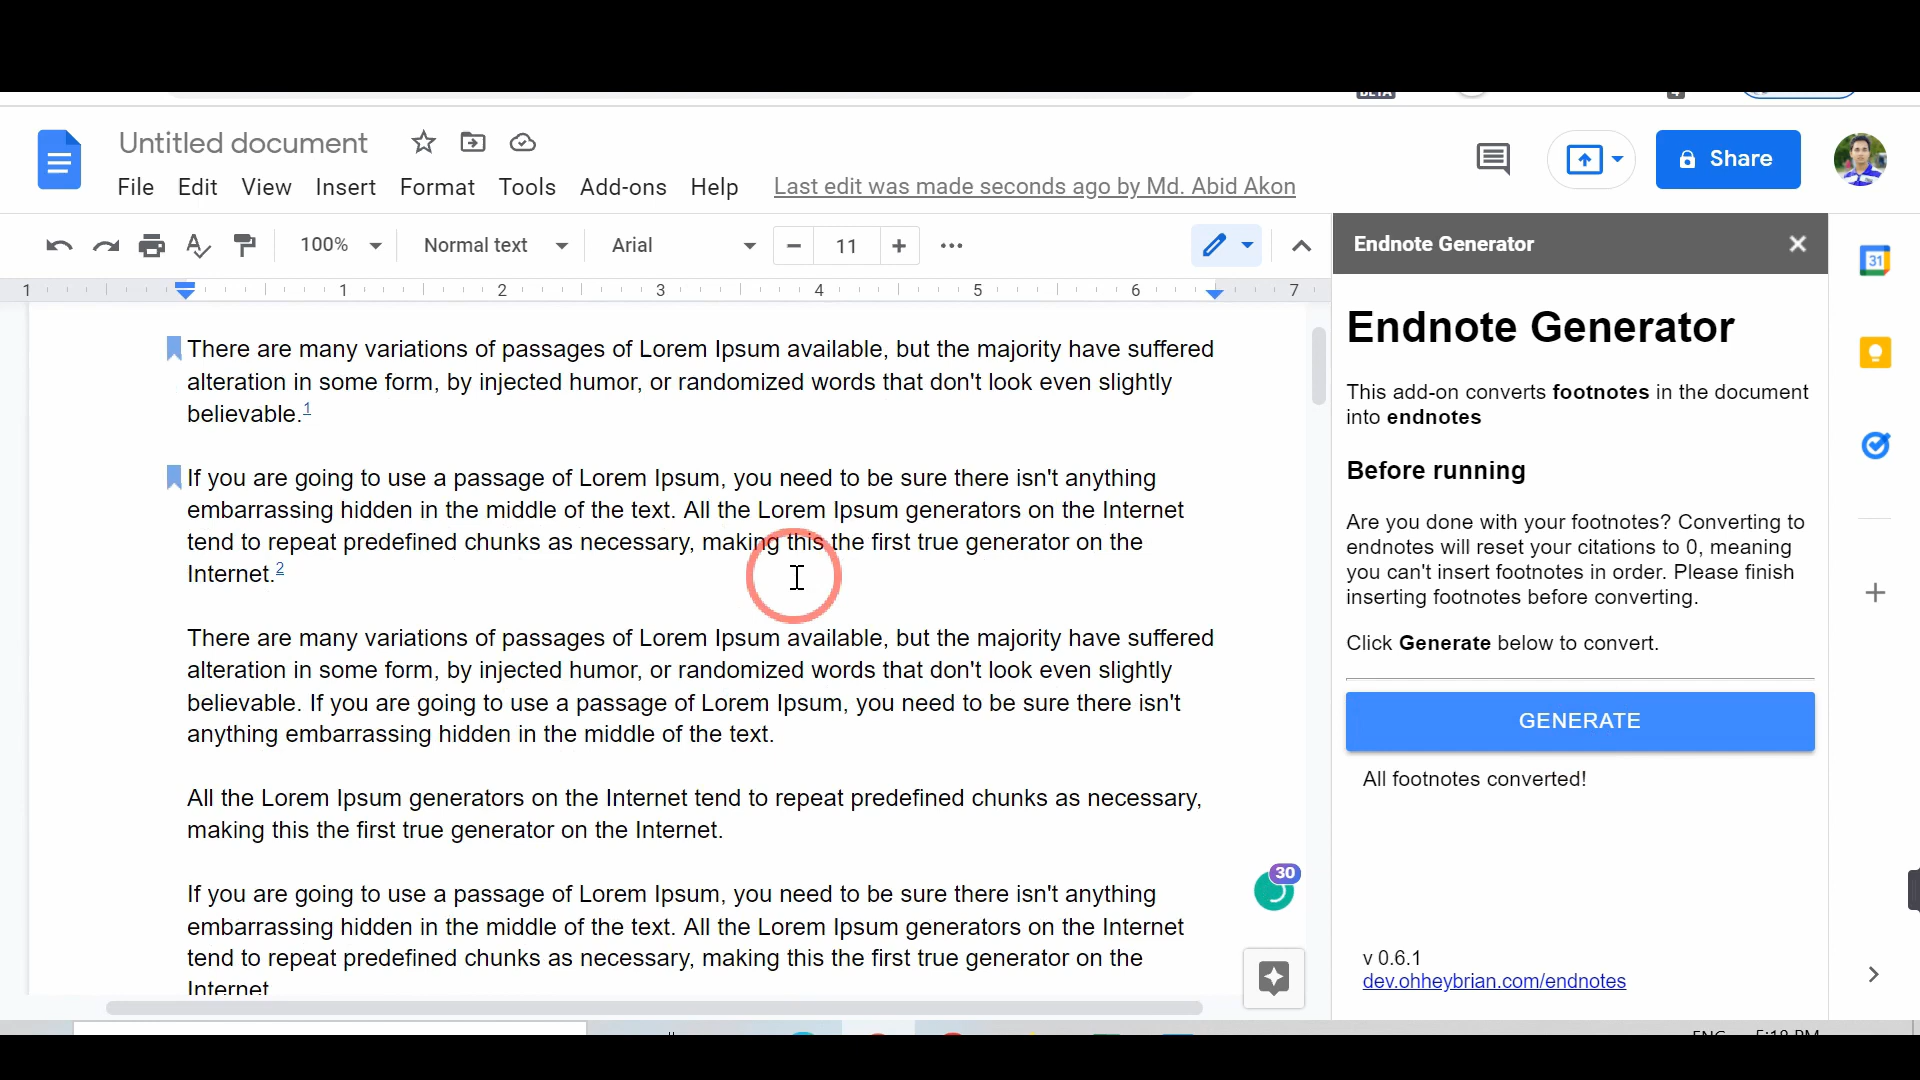 BETA
Untitled document
File Edit View Insert Format Tools Add-ons Help Last edit was made seconds ago by Md. Abid Akon
Share
100% Normal text Arial 11
1 1 2 3 4 5 6 7
There are many variations of passages of Lorem Ipsum available, but the majority have suffered
alteration in some form, by injected humor, or randomized words that don't look even slightly
believable.1
If you are going to use a passage of Lorem Ipsum, you need to be sure there isn't anything
embarrassing hidden in the middle of the text. All the Lorem Ipsum generators on the Internet
tend to repeat predefined chunks as necessary, making this the first true generator on the
Internet.2
There are many variations of passages of Lorem Ipsum available, but the majority have suffered
alteration in some form, by injected humor, or randomized words that don't look even slightly
believable. If you are going to use a passage of Lorem Ipsum, you need to be sure there isn't
anything embarrassing hidden in the middle of the text.
All the Lorem Ipsum generators on the Internet tend to repeat predefined chunks as necessary,
making this the first true generator on the Internet.
If you are going to use a passage of Lorem Ipsum, you need to be sure there isn't anything
embarrassing hidden in the middle of the text. All the Lorem Ipsum generators on the Internet
tend to repeat predefined chunks as necessary, making this the first true generator on the
Internet
30
Endnote Generator
Endnote Generator
This add-on converts footnotes in the document
into endnotes
Before running
Are you done with your footnotes? Converting to
endnotes will reset your citations to 0, meaning
you can't insert footnotes in order. Please finish
inserting footnotes before converting.
Click Generate below to convert.
GENERATE
All footnotes converted!
v 0.6.1
dev.ohheybrian.com/endnotes
31
ENG 5:18 PM